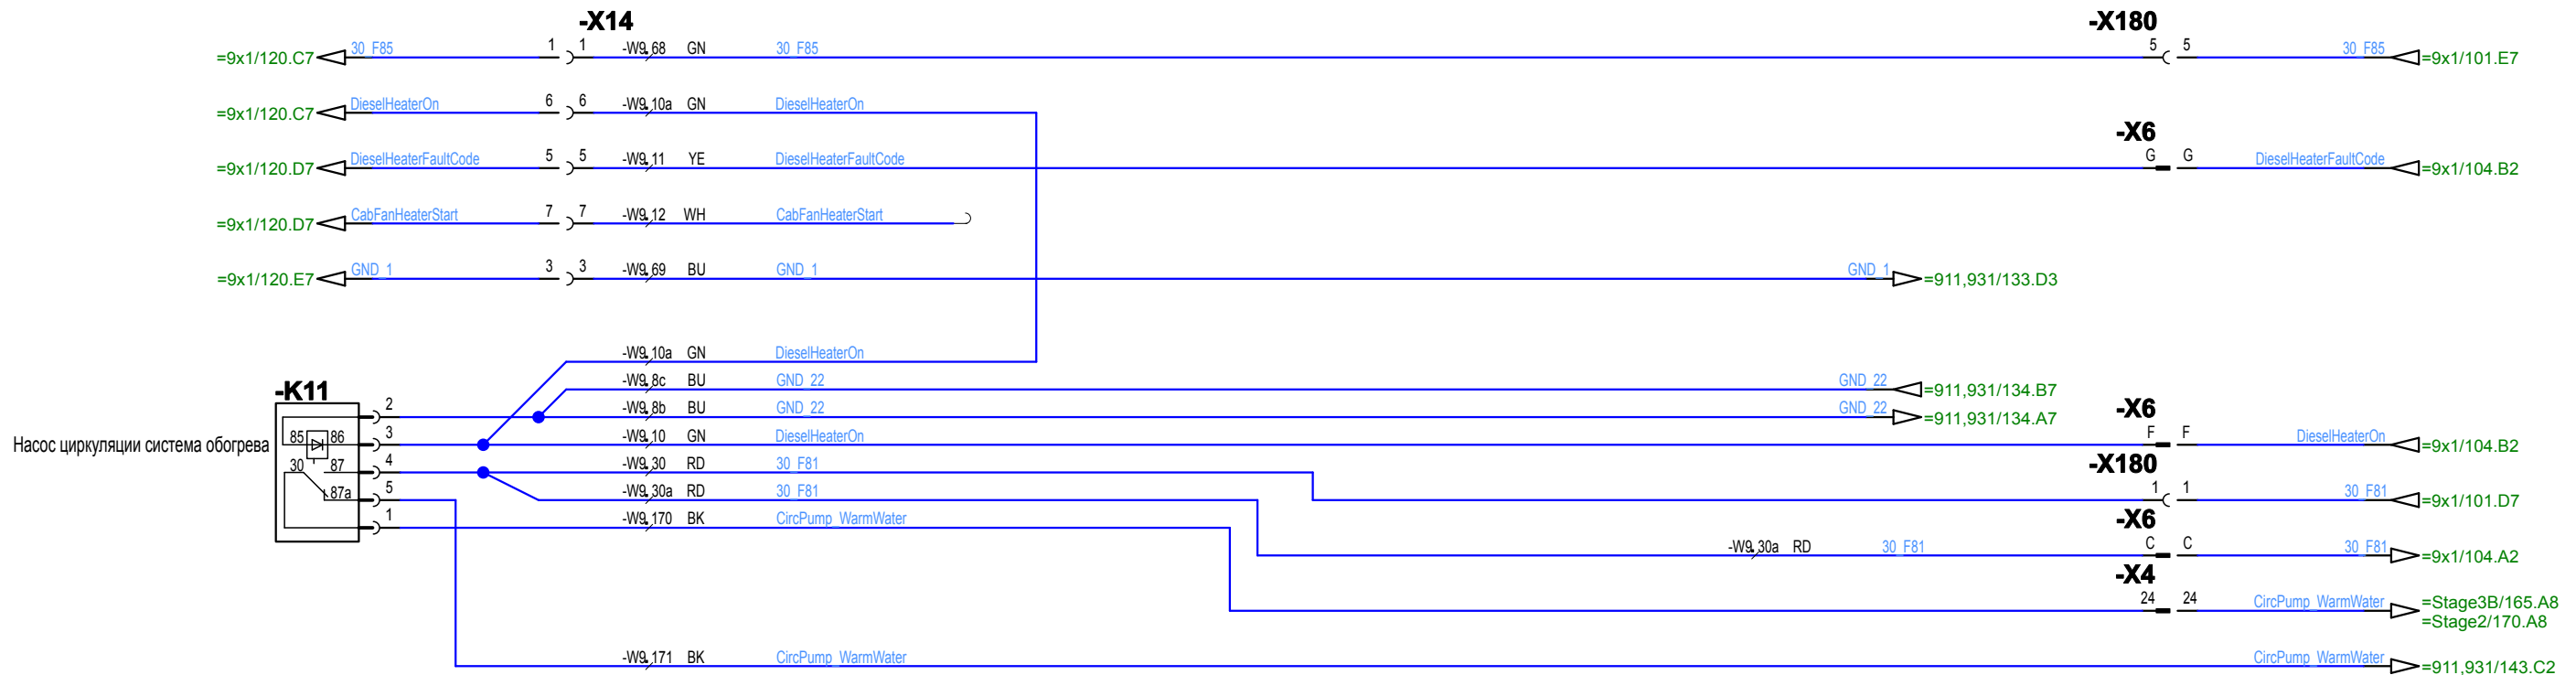 -X14 -X180
=9x1/120.C7 30_F85 1 1 -W9.68 GN 30_F85 5 5 30_F85 =9x1/101.E7
=9x1/120.C7 DieselHeaterOn 6 6 -W9.10a GN DieselHeaterOn
-X6
=9x1/120.D7 DieselHeaterFaultCode 5 5 -W9.11 YE DieselHeaterFaultCode G G DieselHeaterFaultCode =9x1/104.B2
=9x1/120.D7 CabFanHeaterStart 7 7 -W9.12 WH CabFanHeaterStart
=9x1/120.E7 GND_1 3 3 -W9.69 BU GND_1 GND_1 =911,931/133.D3
-W9.10a GN DieselHeaterOn
-K11 -W9.8c BU GND_22 GND_22 =911,931/134.B7
2 -W9.8b BU GND_22 GND_22 =911,931/134.A7
-X6
Насос циркуляции система обогрева 85 86 3 -W9.10 GN DieselHeaterOn F F DieselHeaterOn =9x1/104.B2
30 87 4 -W9.30 RD 30_F81
-X180
87a 5 -W9.30a RD 30_F81 1 1 30_F81 =9x1/101.D7
1 -W9.170 BK CircPump_WarmWater
-X6
-W9.30a RD 30_F81 C C 30_F81 =9x1/104.A2
-X4
24 24 CircPump_WarmWater =Stage3B/165.A8
=Stage2/170.A8
-W9.171 BK CircPump_WarmWater CircPump_WarmWater =911,931/143.C2